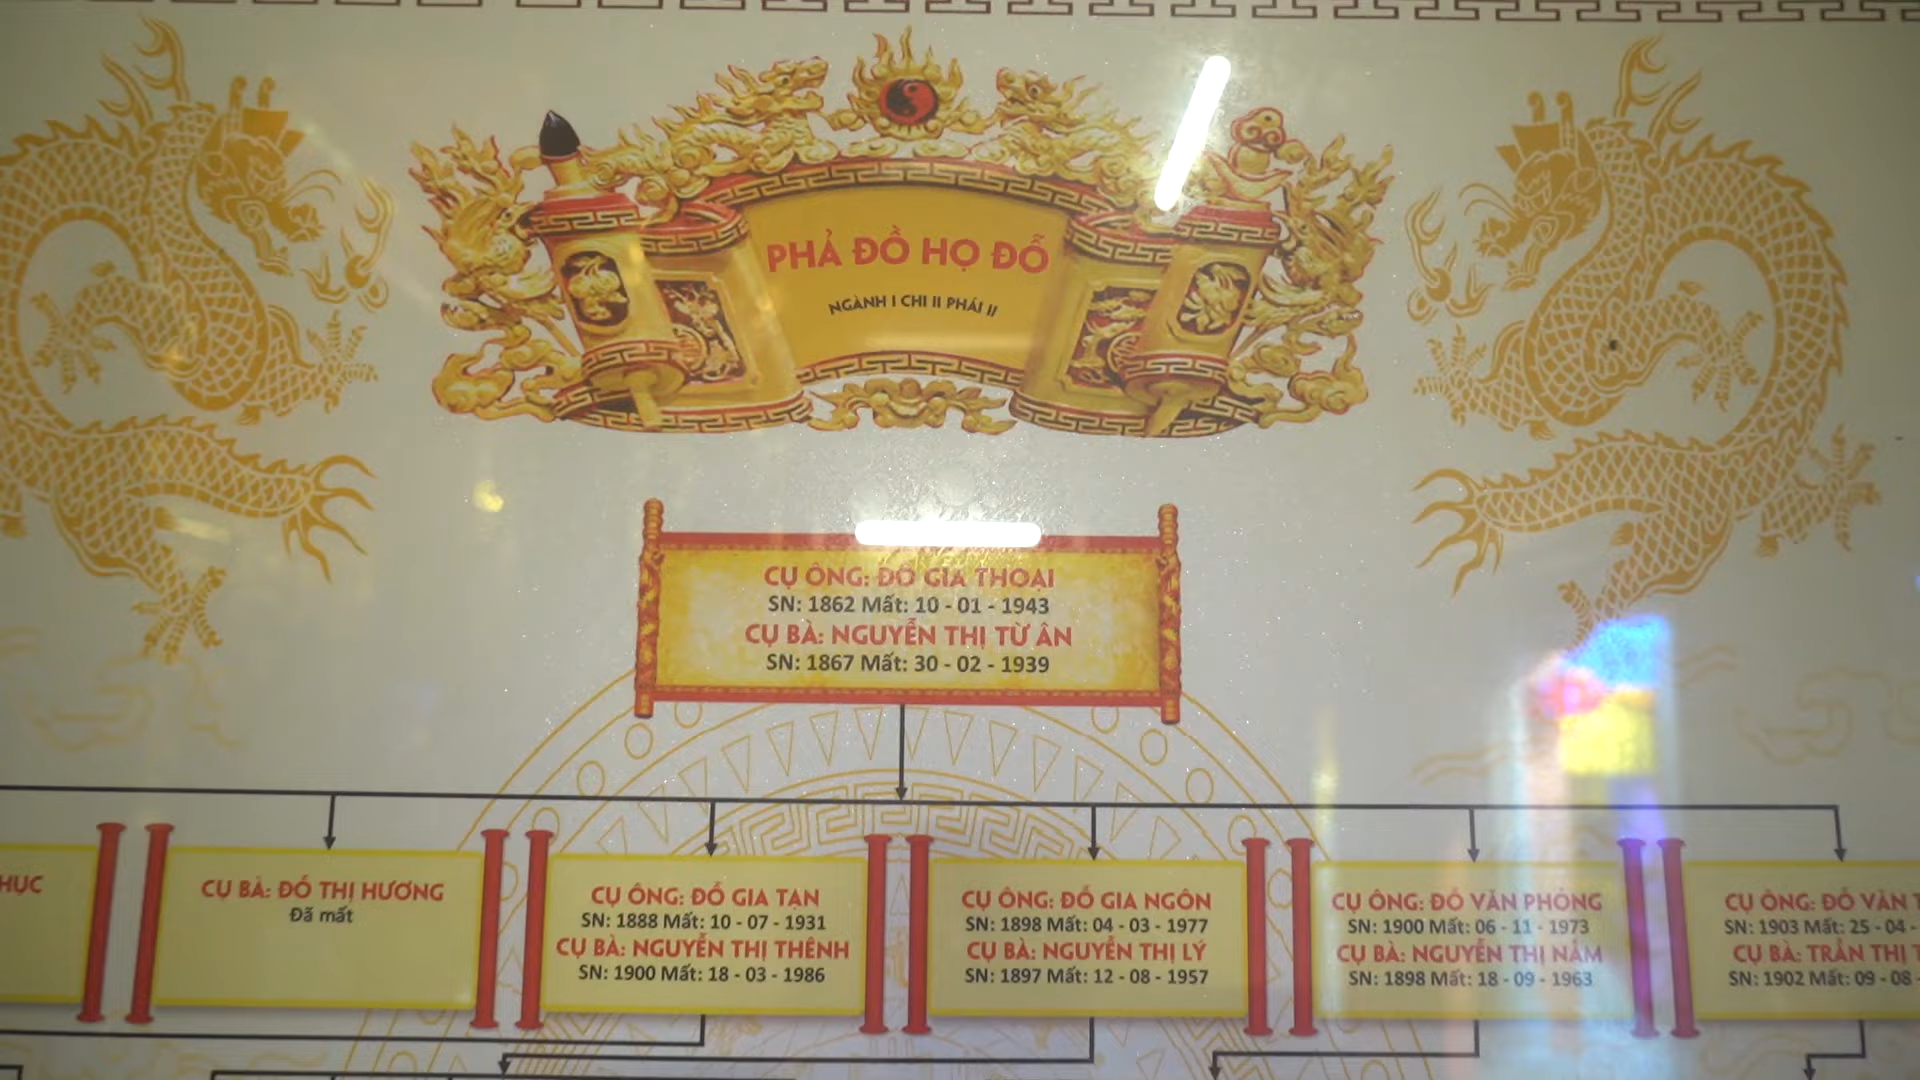 PHẢ ĐỒ HỌ ĐỖ
NGÀNH I CHI II PHÁI II
CỤ ÔNG: ĐỖ GIA THOẠI
SN: 1862 Mất: 10 - 01 - 1943
CỤ BÀ: NGUYỄN THỊ TỪ ÂN
SN: 1867 Mất: 30 - 02 - 1939
CỤ BÀ: ĐỖ THỊ HƯƠNG
Đã mất
CỤ ÔNG: ĐỖ GIA TẠN
SN: 1888 Mất: 10 - 07 - 1931
CỤ BÀ: NGUYỄN THỊ THÊNH
SN: 1900 Mất: 18 - 03 - 1986
CỤ ÔNG: ĐỖ GIA NGÔN
SN: 1898 Mất: 04 - 03 - 1977
CỤ BÀ: NGUYỄN THỊ LÝ
SN: 1897 Mất: 12 - 08 - 1957
CỤ ÔNG: ĐỖ VĂN PHÒNG
SN: 1900 Mất: 06 - 11 - 1973
CỤ BÀ: NGUYỄN THỊ NĂM
SN: 1898 Mất: 18 - 09 - 1963
CỤ ÔNG: ĐỖ VĂN
SN: 1903 Mất: 25 - 04 -
CỤ BÀ: TRẦN THỊ
SN: 1902 Mất: 09 - 08 -